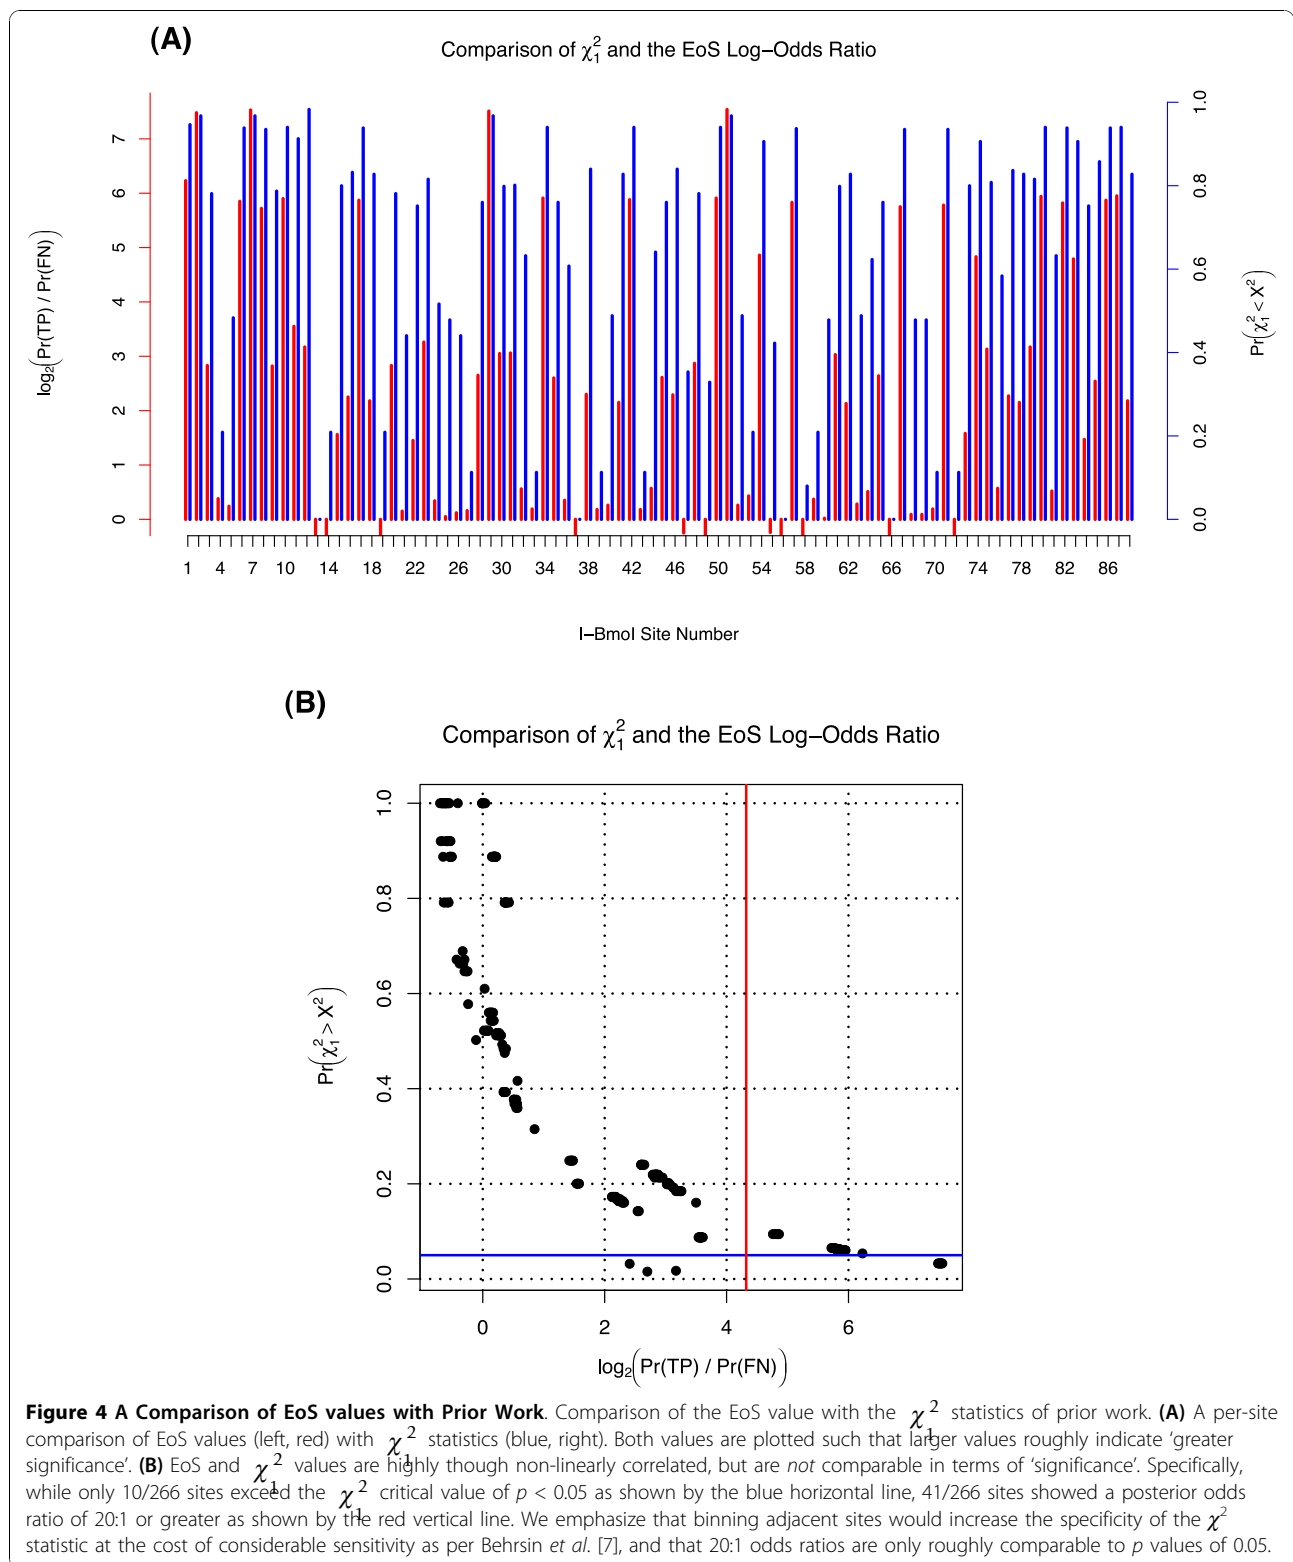 (A)
Comparison of χ₁² and the EoS Log–Odds Ratio
log₂(Pr(TP) / Pr(FN))
0 1 2 3 4 5 6 7
Pr(χ₁² < X²)
0.0 0.2 0.4 0.6 0.8 1.0
1 4 7 10 14 18 22 26 30 34 38 42 46 50 54 58 62 66 70 74 78 82 86
I–BmoI Site Number
(B)
Comparison of χ₁² and the EoS Log–Odds Ratio
Pr(χ₁² > X²)
0.0 0.2 0.4 0.6 0.8 1.0
0 2 4 6
log₂(Pr(TP) / Pr(FN))
Figure 4 A Comparison of EoS values with Prior Work. Comparison of the EoS value with the χ₁² statistics of prior work. (A) A per-site
comparison of EoS values (left, red) with χ₁² statistics (blue, right). Both values are plotted such that larger values roughly indicate ‘greater
significance’. (B) EoS and χ₁² values are highly though non-linearly correlated, but are not comparable in terms of ‘significance’. Specifically,
while only 10/266 sites exceed the χ₁² critical value of p < 0.05 as shown by the blue horizontal line, 41/266 sites showed a posterior odds
ratio of 20:1 or greater as shown by the red vertical line. We emphasize that binning adjacent sites would increase the specificity of the χ²
statistic at the cost of considerable sensitivity as per Behrsin et al. [7], and that 20:1 odds ratios are only roughly comparable to p values of 0.05.